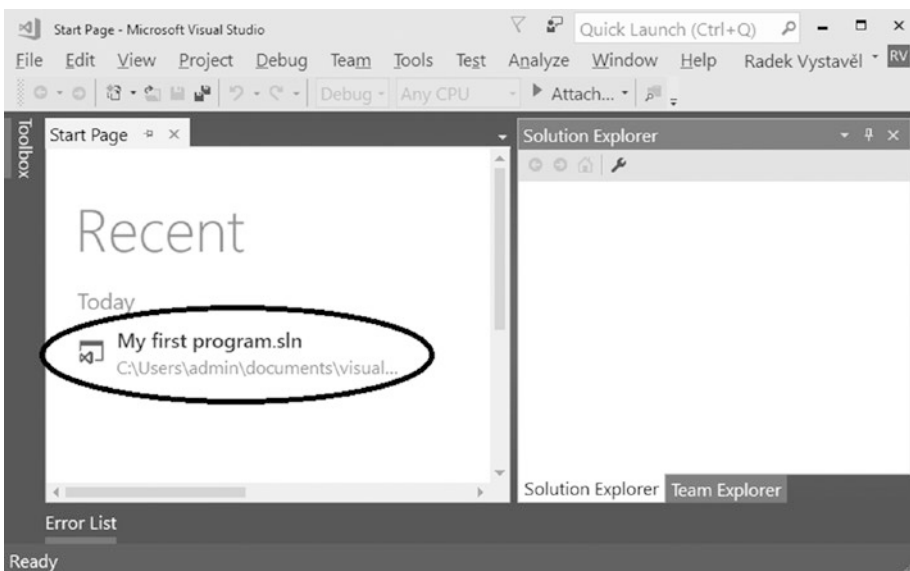 Start Page - Microsoft Visual Studio
Quick Launch (Ctrl+Q)
File Edit View Project Debug Team Tools Test Analyze Window Help Radek Vystavěl RV
Debug Any CPU Attach...
Toolbox
Start Page
Solution Explorer
Recent
Today
My first program.sln
C:\Users\admin\documents\visual...
Solution Explorer Team Explorer
Error List
Ready